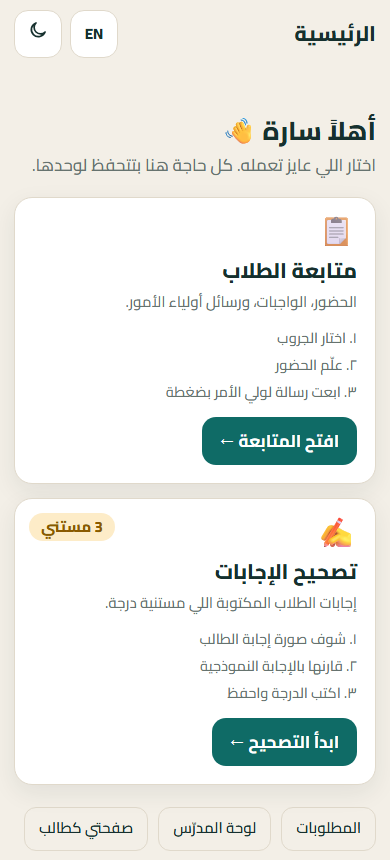 الرئيسية
EN
أهلاً سارة 👋
اختار اللي عايز تعمله. كل حاجة هنا بتتحفظ لوحدها.
متابعة الطلاب
الحضور، الواجبات، ورسائل أولياء الأمور.
١. اختار الجروب
٢. علّم الحضور
٣. ابعت رسالة لولي الأمر بضغطة
افتح المتابعة ←
3 مستني
تصحيح الإجابات
إجابات الطلاب المكتوبة اللي مستنية درجة.
١. شوف صورة إجابة الطالب
٢. قارنها بالإجابة النموذجية
٣. اكتب الدرجة واحفظ
ابدأ التصحيح ←
المطلوبات
لوحة المدرّس
صفحتي كطالب